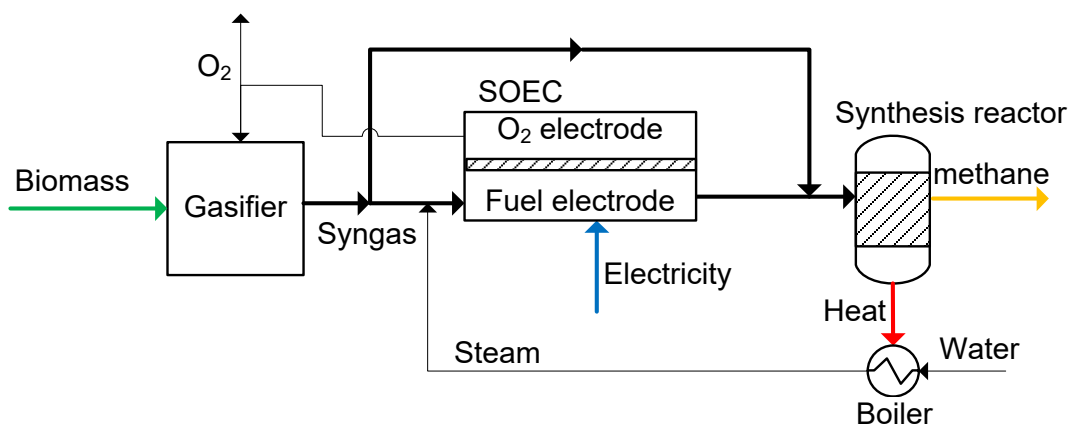 O₂
SOEC
O₂ electrode
Synthesis reactor
Biomass
Gasifier
Fuel electrode
methane
Syngas
Electricity
Heat
Steam
Water
Boiler